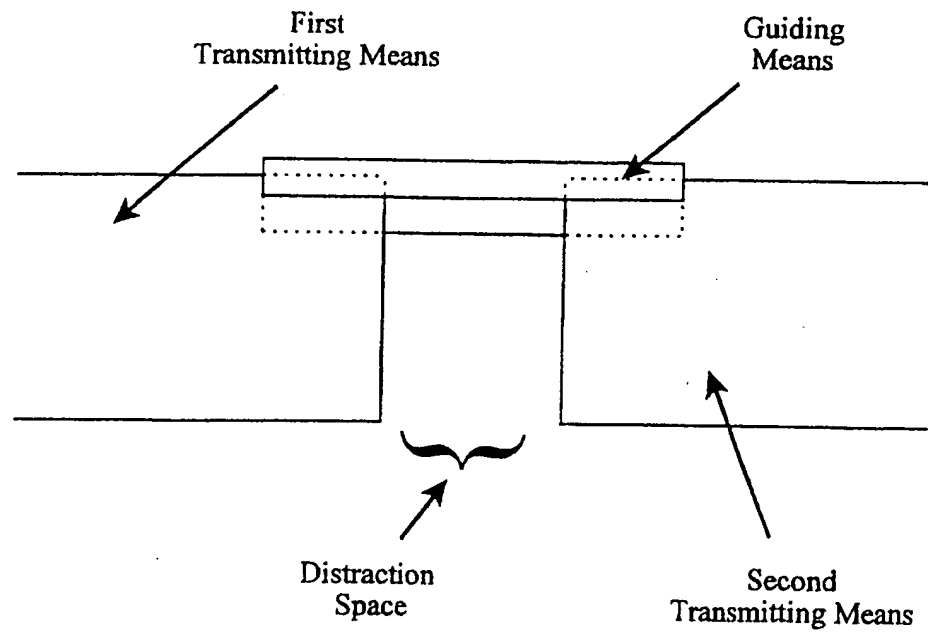 First
Transmitting Means
Guiding
Means
Distraction
Space
Second
Transmitting Means